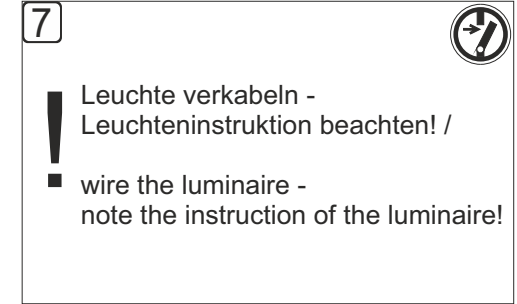 7
! Leuchte verkabeln -
Leuchteninstruktion beachten! /
wire the luminaire -
note the instruction of the luminaire!